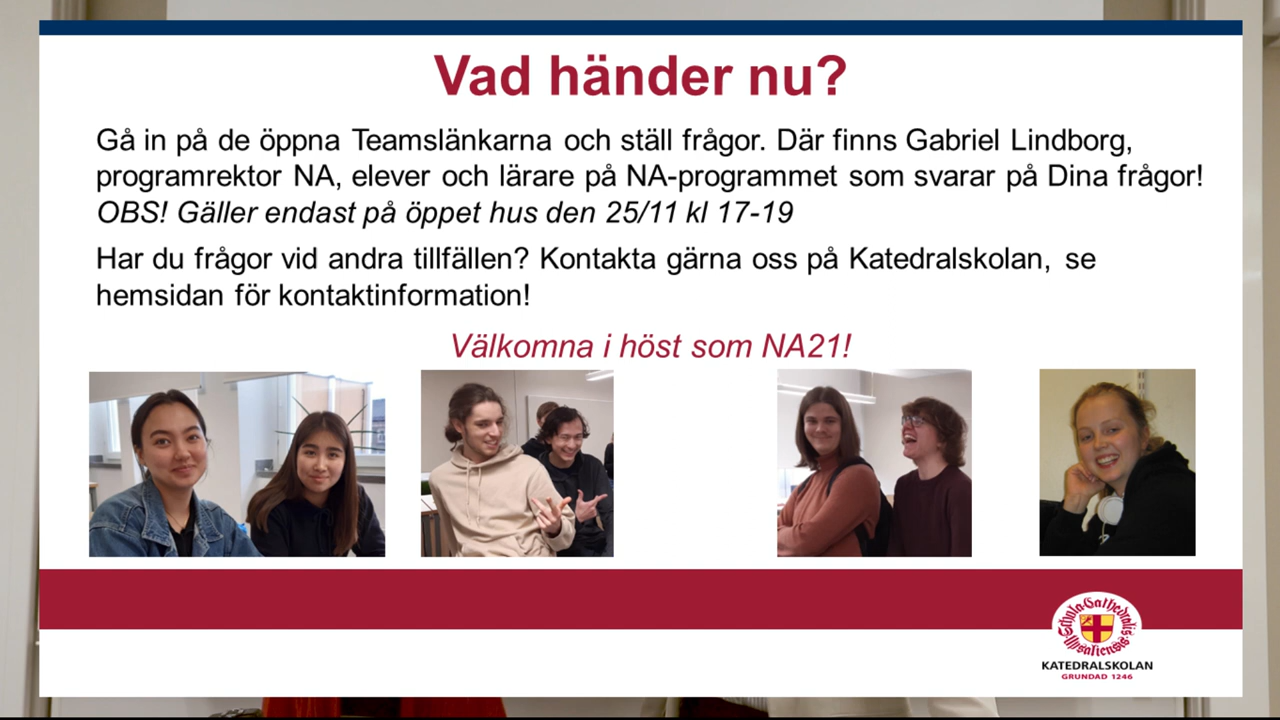 Vad händer nu?
Gå in på de öppna Teamslänkarna och ställ frågor. Där finns Gabriel Lindborg,
programrektor NA, elever och lärare på NA-programmet som svarar på Dina frågor!
OBS! Gäller endast på öppet hus den 25/11 kl 17-19
Har du frågor vid andra tillfällen? Kontakta gärna oss på Katedralskolan, se
hemsidan för kontaktinformation!
Välkomna i höst som NA21!
Schola Cathedralis
Upsaliensis
KATEDRALSKOLAN
GRUNDAD 1246